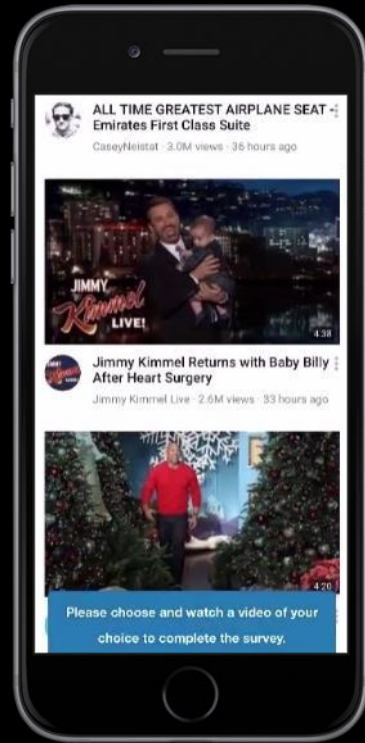 ALL TIME GREATEST AIRPLANE SEAT -
Emirates First Class Suite
CaseyNeistat · 3.0M views · 36 hours ago
JIMMY
Kimmel
LIVE!
4:38
Jimmy Kimmel Returns with Baby Billy
After Heart Surgery
Jimmy Kimmel Live · 2.6M views · 33 hours ago
4:20
Please choose and watch a video of your
choice to complete the survey.